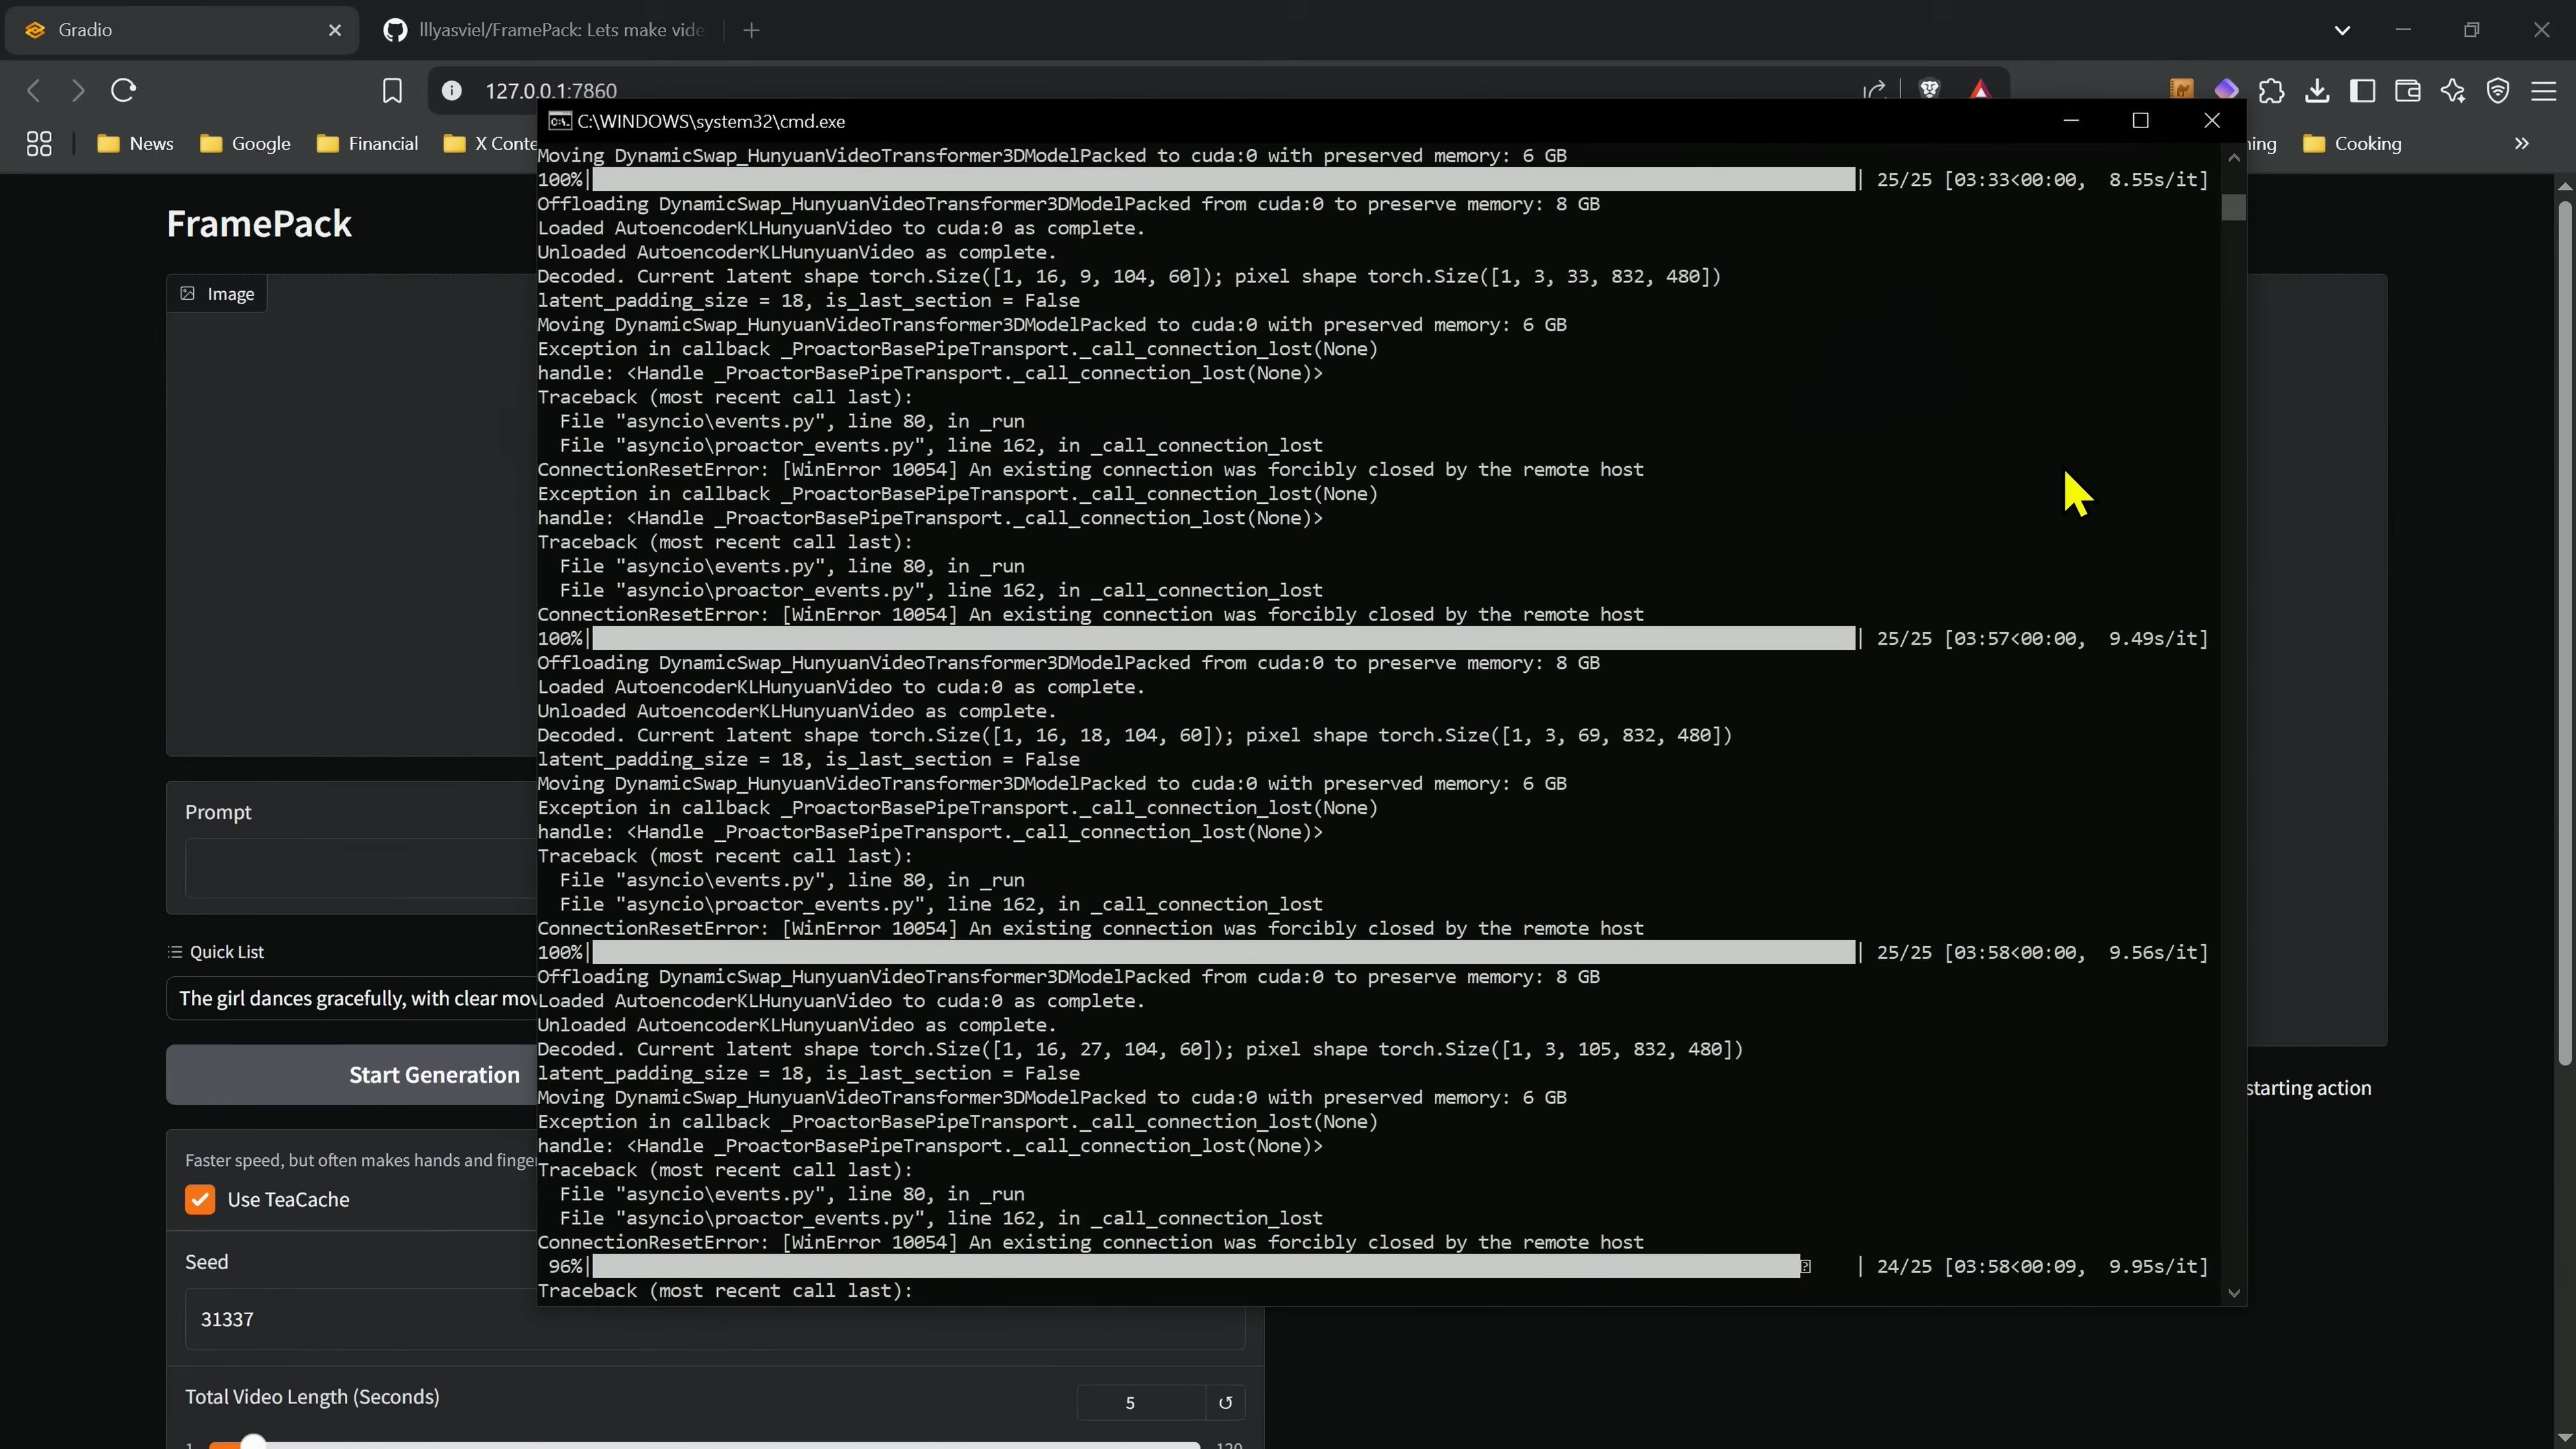 Gradio
lllyasviel/FramePack: Lets make vide
127.0.0.1:7860
News
Google
Financial
X Conte
ning
Cooking
C:\WINDOWS\system32\cmd.exe
FramePack
Image
Prompt
Quick List
The girl dances gracefully, with clear mov
Start Generation
Faster speed, but often makes hands and finger
Use TeaCache
Seed
31337
Total Video Length (Seconds)
5
1
120
starting action
Moving DynamicSwap_HunyuanVideoTransformer3DModelPacked to cuda:0 with preserved memory: 6 GB
100%| | 25/25 [03:33<00:00, 8.55s/it]
Offloading DynamicSwap_HunyuanVideoTransformer3DModelPacked from cuda:0 to preserve memory: 8 GB
Loaded AutoencoderKLHunyuanVideo to cuda:0 as complete.
Unloaded AutoencoderKLHunyuanVideo as complete.
Decoded. Current latent shape torch.Size([1, 16, 9, 104, 60]); pixel shape torch.Size([1, 3, 33, 832, 480])
latent_padding_size = 18, is_last_section = False
Moving DynamicSwap_HunyuanVideoTransformer3DModelPacked to cuda:0 with preserved memory: 6 GB
Exception in callback _ProactorBasePipeTransport._call_connection_lost(None)
handle: <Handle _ProactorBasePipeTransport._call_connection_lost(None)>
Traceback (most recent call last):
File "asyncio\events.py", line 80, in _run
File "asyncio\proactor_events.py", line 162, in _call_connection_lost
ConnectionResetError: [WinError 10054] An existing connection was forcibly closed by the remote host
Exception in callback _ProactorBasePipeTransport._call_connection_lost(None)
handle: <Handle _ProactorBasePipeTransport._call_connection_lost(None)>
Traceback (most recent call last):
File "asyncio\events.py", line 80, in _run
File "asyncio\proactor_events.py", line 162, in _call_connection_lost
ConnectionResetError: [WinError 10054] An existing connection was forcibly closed by the remote host
100%| | 25/25 [03:57<00:00, 9.49s/it]
Offloading DynamicSwap_HunyuanVideoTransformer3DModelPacked from cuda:0 to preserve memory: 8 GB
Loaded AutoencoderKLHunyuanVideo to cuda:0 as complete.
Unloaded AutoencoderKLHunyuanVideo as complete.
Decoded. Current latent shape torch.Size([1, 16, 18, 104, 60]); pixel shape torch.Size([1, 3, 69, 832, 480])
latent_padding_size = 18, is_last_section = False
Moving DynamicSwap_HunyuanVideoTransformer3DModelPacked to cuda:0 with preserved memory: 6 GB
Exception in callback _ProactorBasePipeTransport._call_connection_lost(None)
handle: <Handle _ProactorBasePipeTransport._call_connection_lost(None)>
Traceback (most recent call last):
File "asyncio\events.py", line 80, in _run
File "asyncio\proactor_events.py", line 162, in _call_connection_lost
ConnectionResetError: [WinError 10054] An existing connection was forcibly closed by the remote host
100%| | 25/25 [03:58<00:00, 9.56s/it]
Offloading DynamicSwap_HunyuanVideoTransformer3DModelPacked from cuda:0 to preserve memory: 8 GB
Loaded AutoencoderKLHunyuanVideo to cuda:0 as complete.
Unloaded AutoencoderKLHunyuanVideo as complete.
Decoded. Current latent shape torch.Size([1, 16, 27, 104, 60]); pixel shape torch.Size([1, 3, 105, 832, 480])
latent_padding_size = 18, is_last_section = False
Moving DynamicSwap_HunyuanVideoTransformer3DModelPacked to cuda:0 with preserved memory: 6 GB
Exception in callback _ProactorBasePipeTransport._call_connection_lost(None)
handle: <Handle _ProactorBasePipeTransport._call_connection_lost(None)>
Traceback (most recent call last):
File "asyncio\events.py", line 80, in _run
File "asyncio\proactor_events.py", line 162, in _call_connection_lost
ConnectionResetError: [WinError 10054] An existing connection was forcibly closed by the remote host
96%| | 24/25 [03:58<00:09, 9.95s/it]
Traceback (most recent call last):